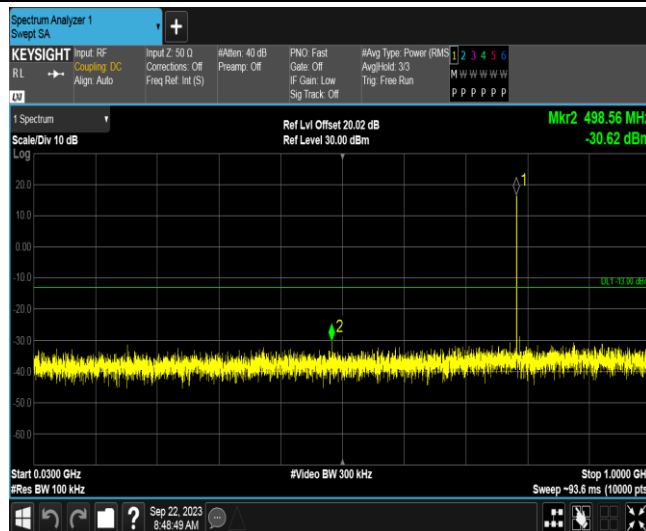 Spectrum Analyzer 1
Swept SA
+
KEYSIGHT
RL
LXI
Input: RF
Coupling: DC
Align: Auto
Input Z: 50 Ω
Corrections: Off
Freq Ref: Int (S)
#Atten: 40 dB
Preamp: Off
PNO: Fast
Gate: Off
IF Gain: Low
Sig Track: Off
#Avg Type: Power (RMS
Avg|Hold: 3/3
Trig: Free Run
1 2 3 4 5 6
M W W W W W
P P P P P P
1 Spectrum
Scale/Div 10 dB
Log
Ref Lvl Offset 20.02 dB
Ref Level 30.00 dBm
Mkr2 498.56 MHz
-30.62 dBm
1
20.0
10.0
0.00
-10.0
DL1 -13.00 dBm
-20.0
2
-30.0
-40.0
-50.0
-60.0
Start 0.0300 GHz
#Res BW 100 kHz
#Video BW 300 kHz
Stop 1.0000 GH
Sweep ~93.6 ms (10000 pts
?
Sep 22, 2023
8:48:49 AM